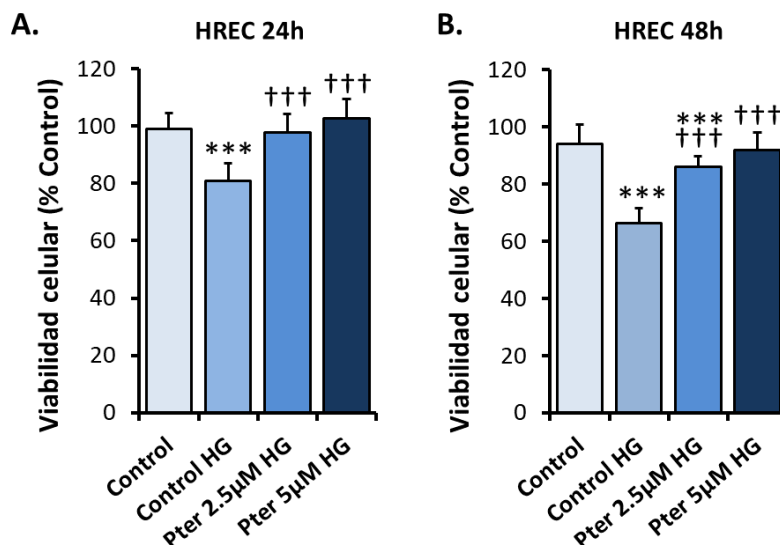 A.
HREC 24h
Viabilidad celular (% Control)
120
100
80
60
40
20
0
***
†††
†††
Control
Control HG
Pter 2.5µM HG
Pter 5µM HG
B.
HREC 48h
Viabilidad celular (% Control)
120
100
80
60
40
20
0
***
***
†††
†††
Control
Control HG
Pter 2.5µM HG
Pter 5µM HG